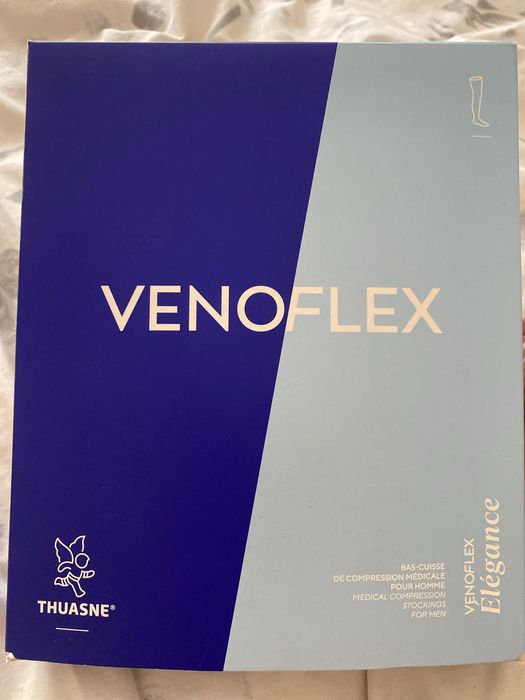 VENOFLEX
THUASNE®
BAS-CUISSE
DE COMPRESSION MÉDICALE
POUR HOMME
MEDICAL COMPRESSION
STOCKINGS
FOR MEN
VENOFLEX
Elégance